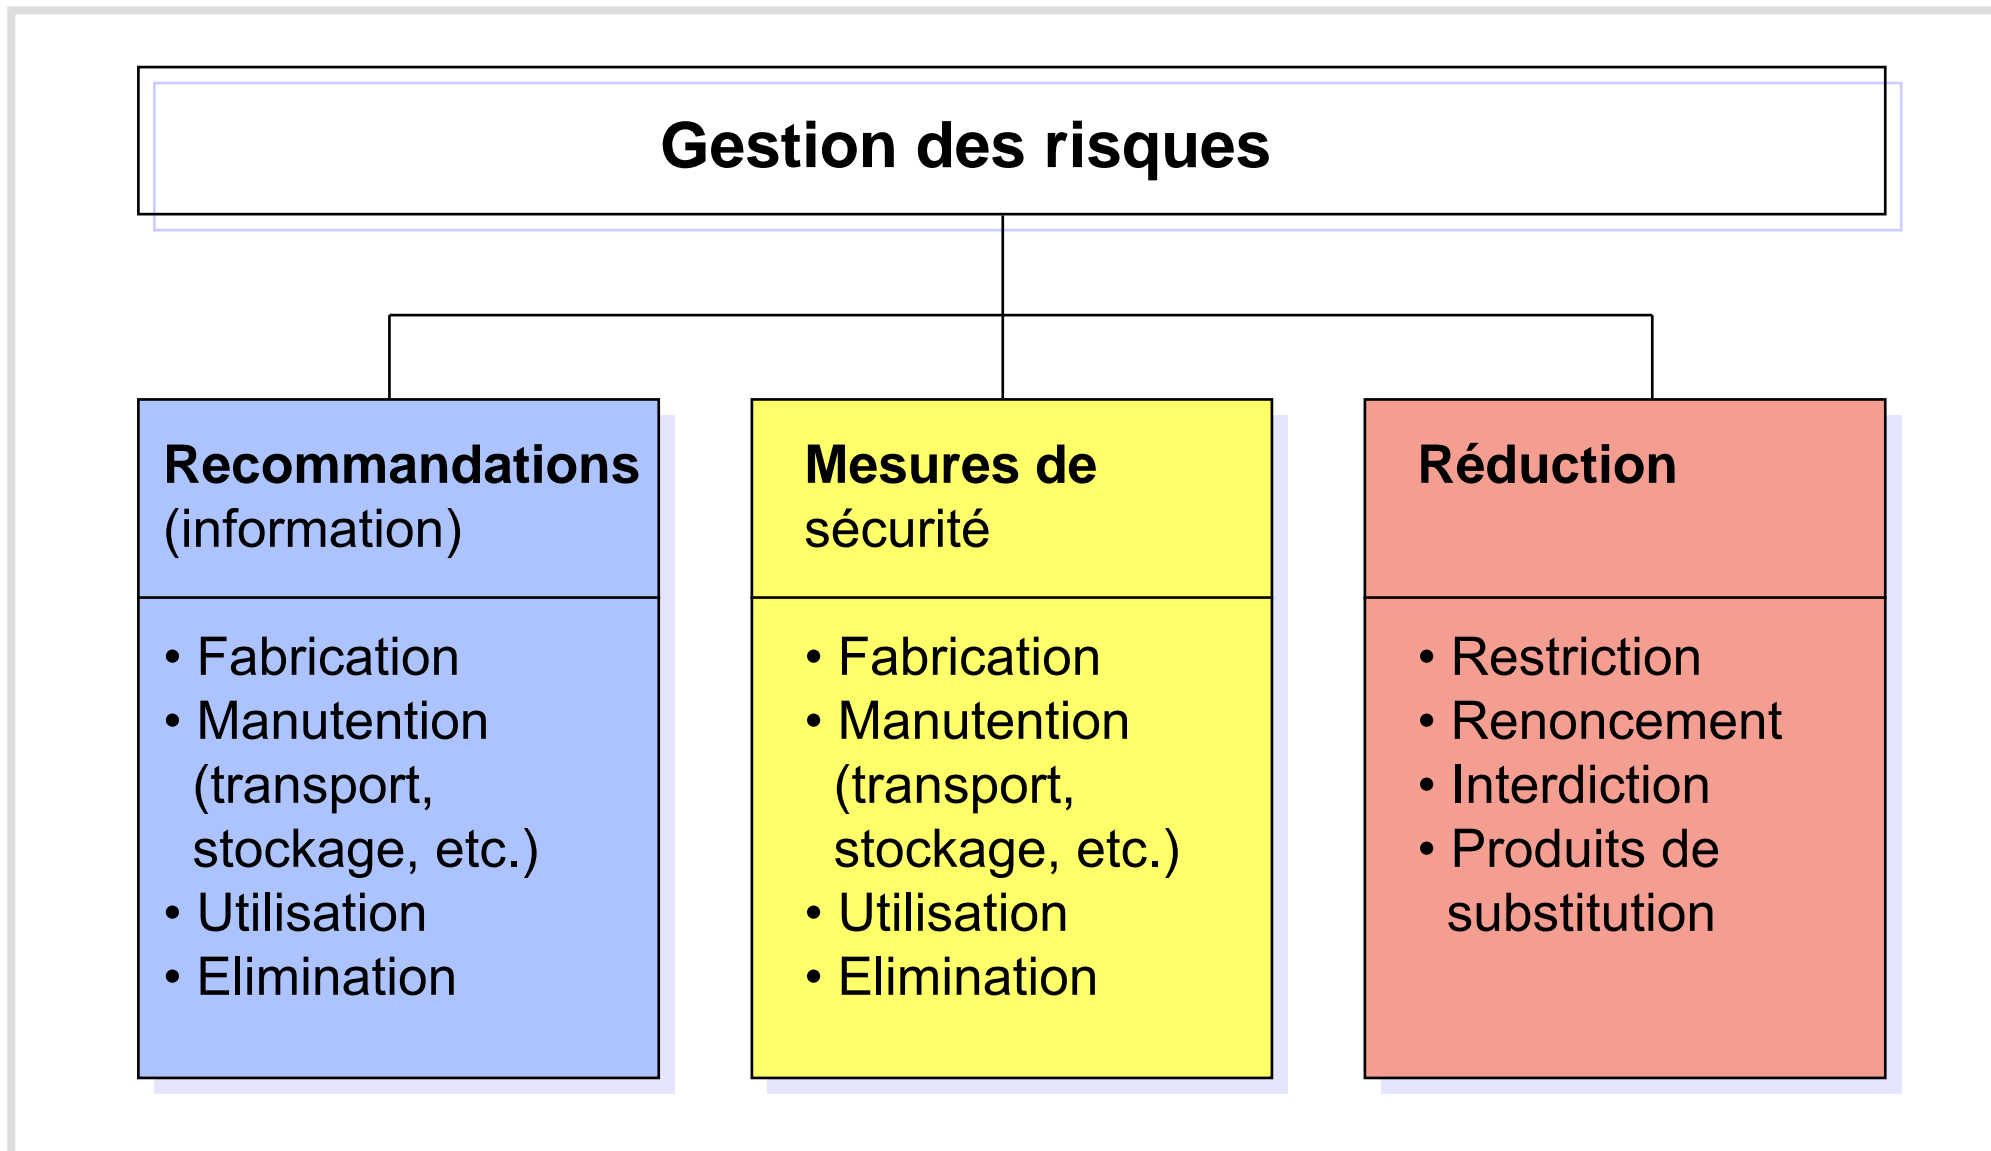 Gestion des risques
Recommandations
(information)
• Fabrication
• Manutention
(transport,
stockage, etc.)
• Utilisation
• Elimination
Mesures de
sécurité
• Fabrication
• Manutention
(transport,
stockage, etc.)
• Utilisation
• Elimination
Réduction
• Restriction
• Renoncement
• Interdiction
• Produits de
substitution